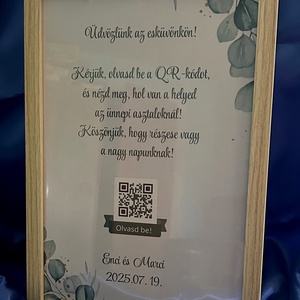 Üdvözlünk az esküvőnkön!
Kérjük, olvasd be a QR-kódot,
és nézd meg, hol van a helyed
az ünnepi asztaloknál!
Köszönjük, hogy részese vagy
a nagy napunknak!
Olvasd be!
Enci és Marci
2025.07.19.